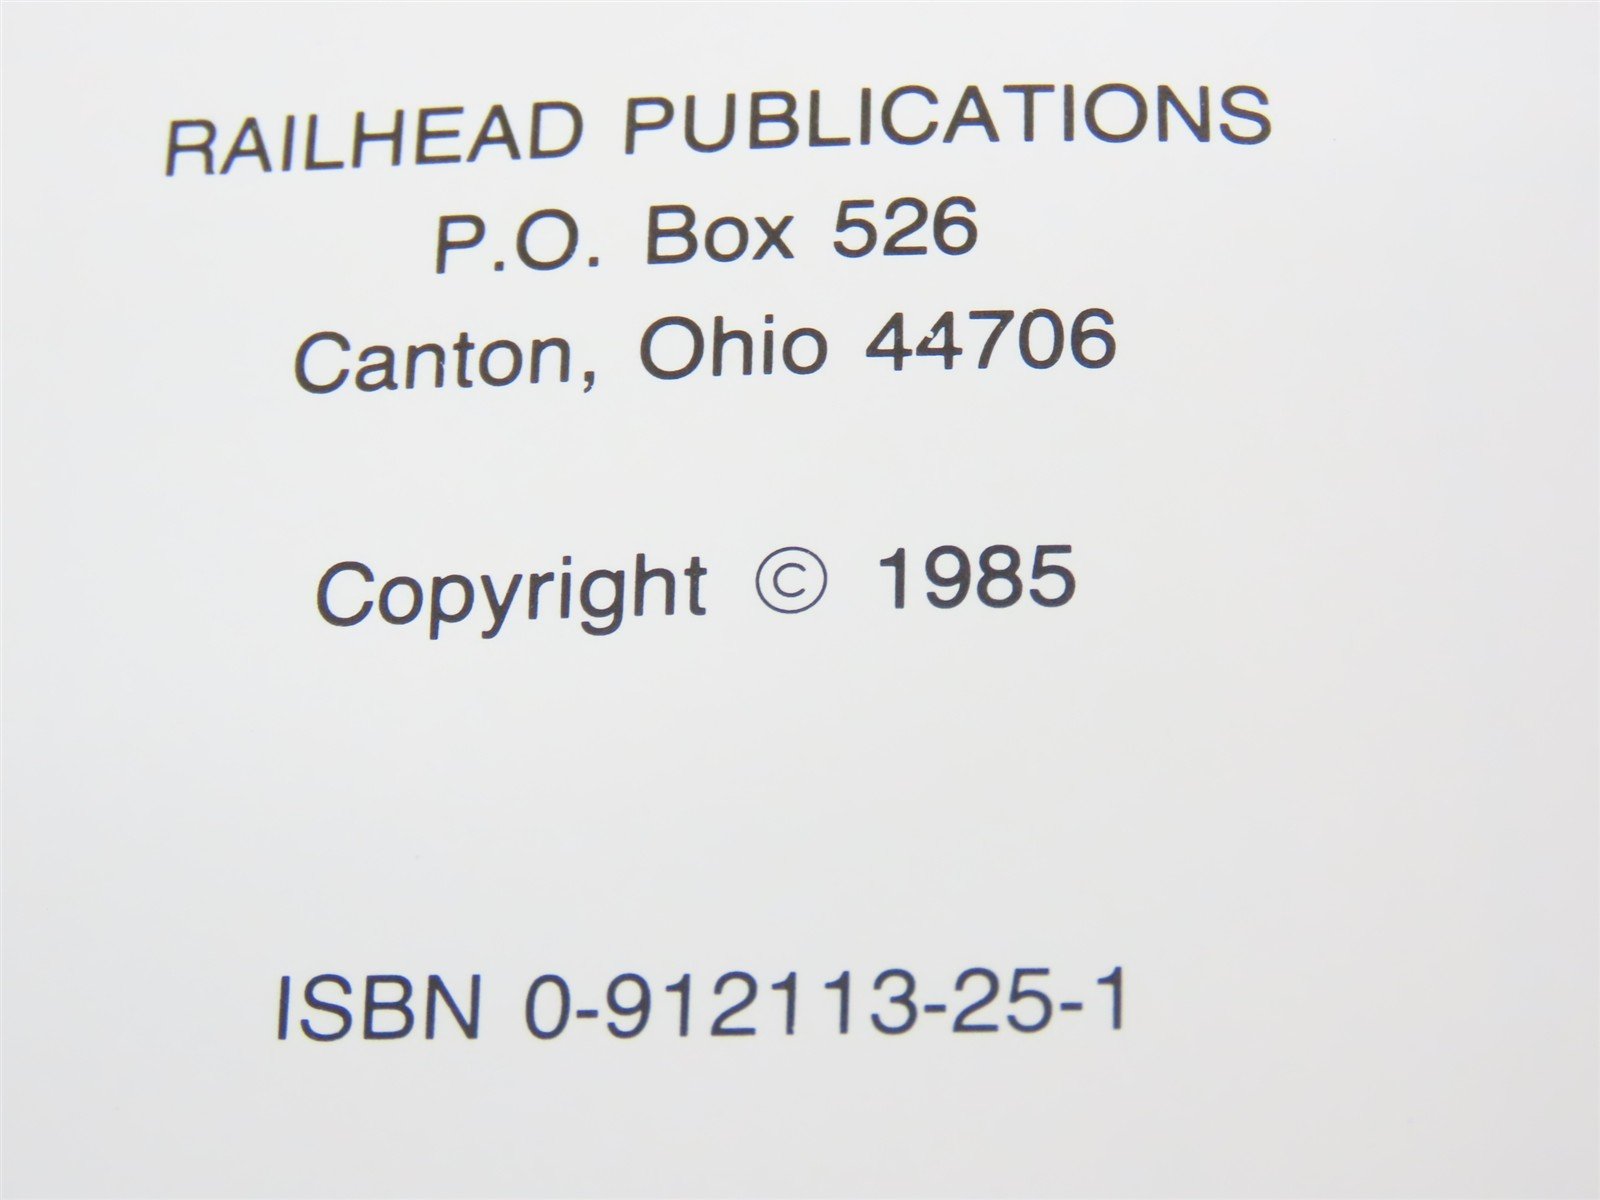 RAILHEAD PUBLICATIONS
P.O. Box 526
Canton, Ohio 44706
Copyright © 1985
ISBN 0-912113-25-1